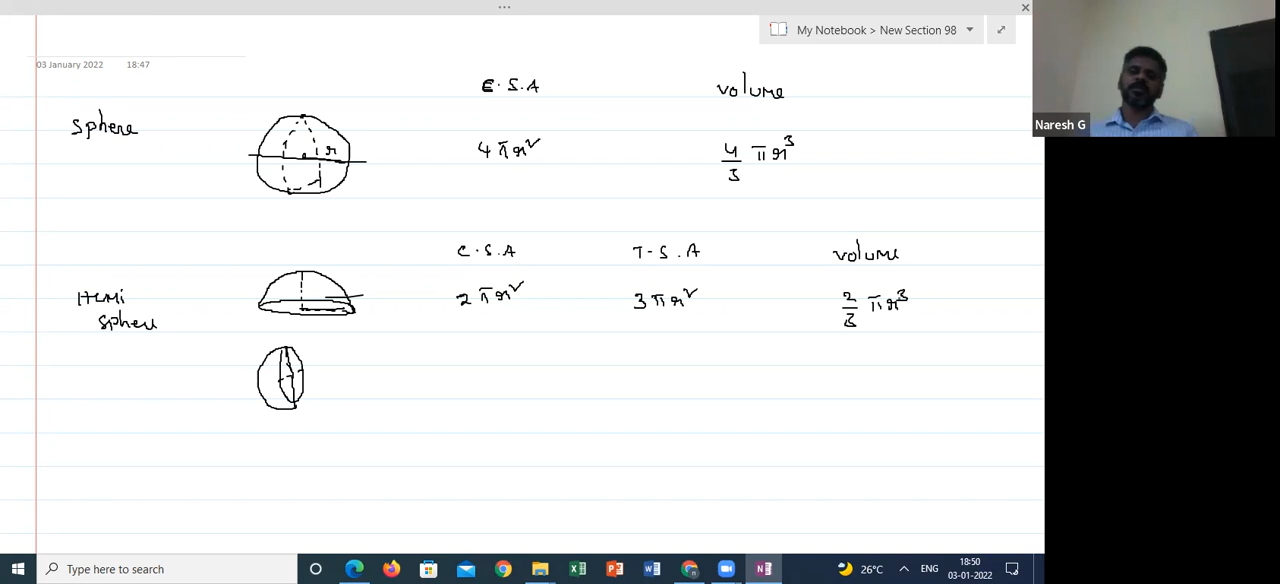 My Notebook > New Section 98
03 January 2022 18:47
C.S.A Volume
Sphere r 4πr² 4/3 πr³
C.S.A T.S.A Volume
Hemi 2πr² 3πr² 2/3 πr³
sphere
Naresh G
Type here to search
26°C ENG 18:50
03-01-2022